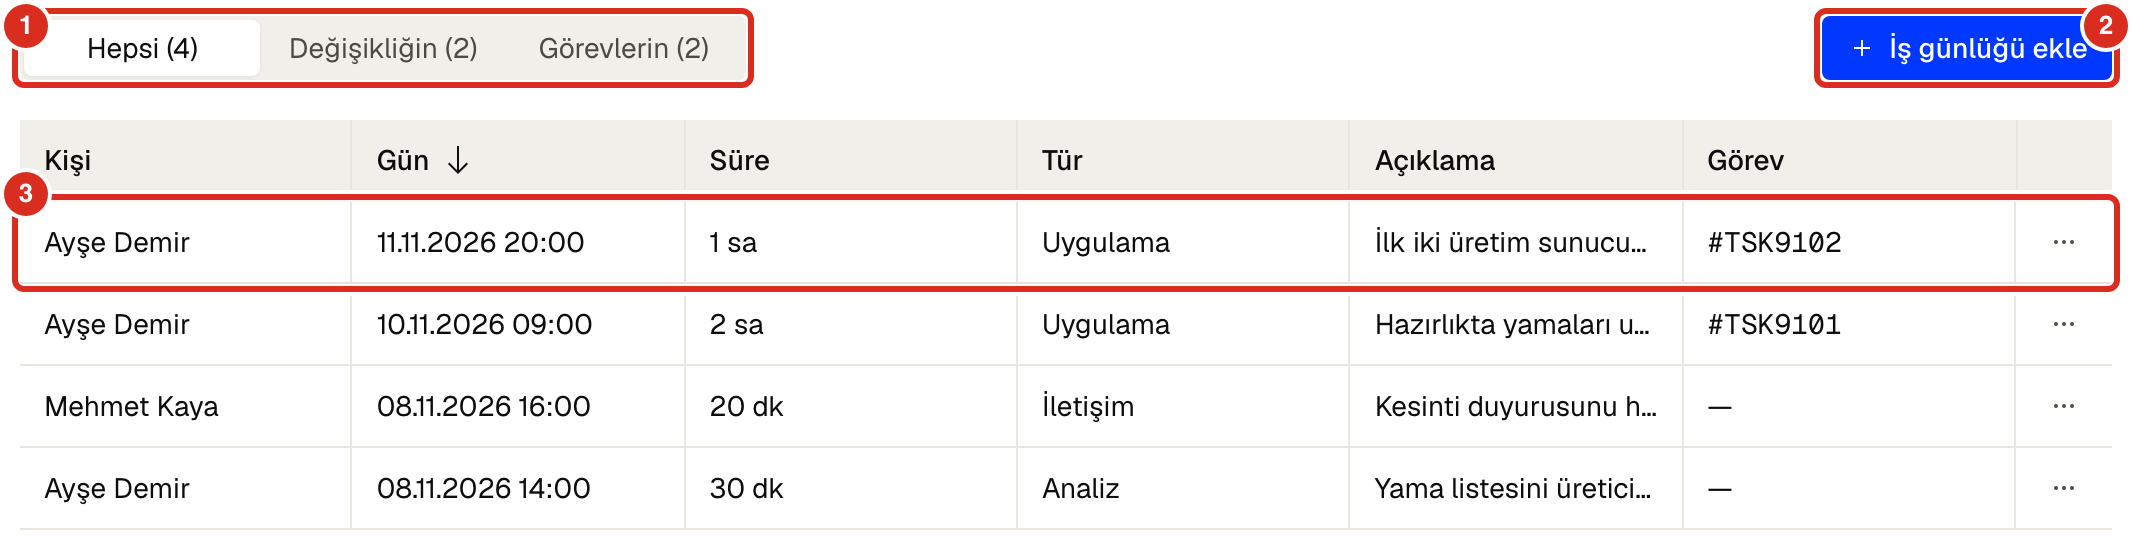 1
Hepsi (4) Değişikliğin (2) Görevlerin (2)
2
+ İş günlüğü ekle
Kişi Gün ↓ Süre Tür Açıklama Görev
3
Ayşe Demir 11.11.2026 20:00 1 sa Uygulama İlk iki üretim sunucu... #TSK9102 ...
Ayşe Demir 10.11.2026 09:00 2 sa Uygulama Hazırlıkta yamaları u... #TSK9101 ...
Mehmet Kaya 08.11.2026 16:00 20 dk İletişim Kesinti duyurusunu h... — ...
Ayşe Demir 08.11.2026 14:00 30 dk Analiz Yama listesini üretici... — ...